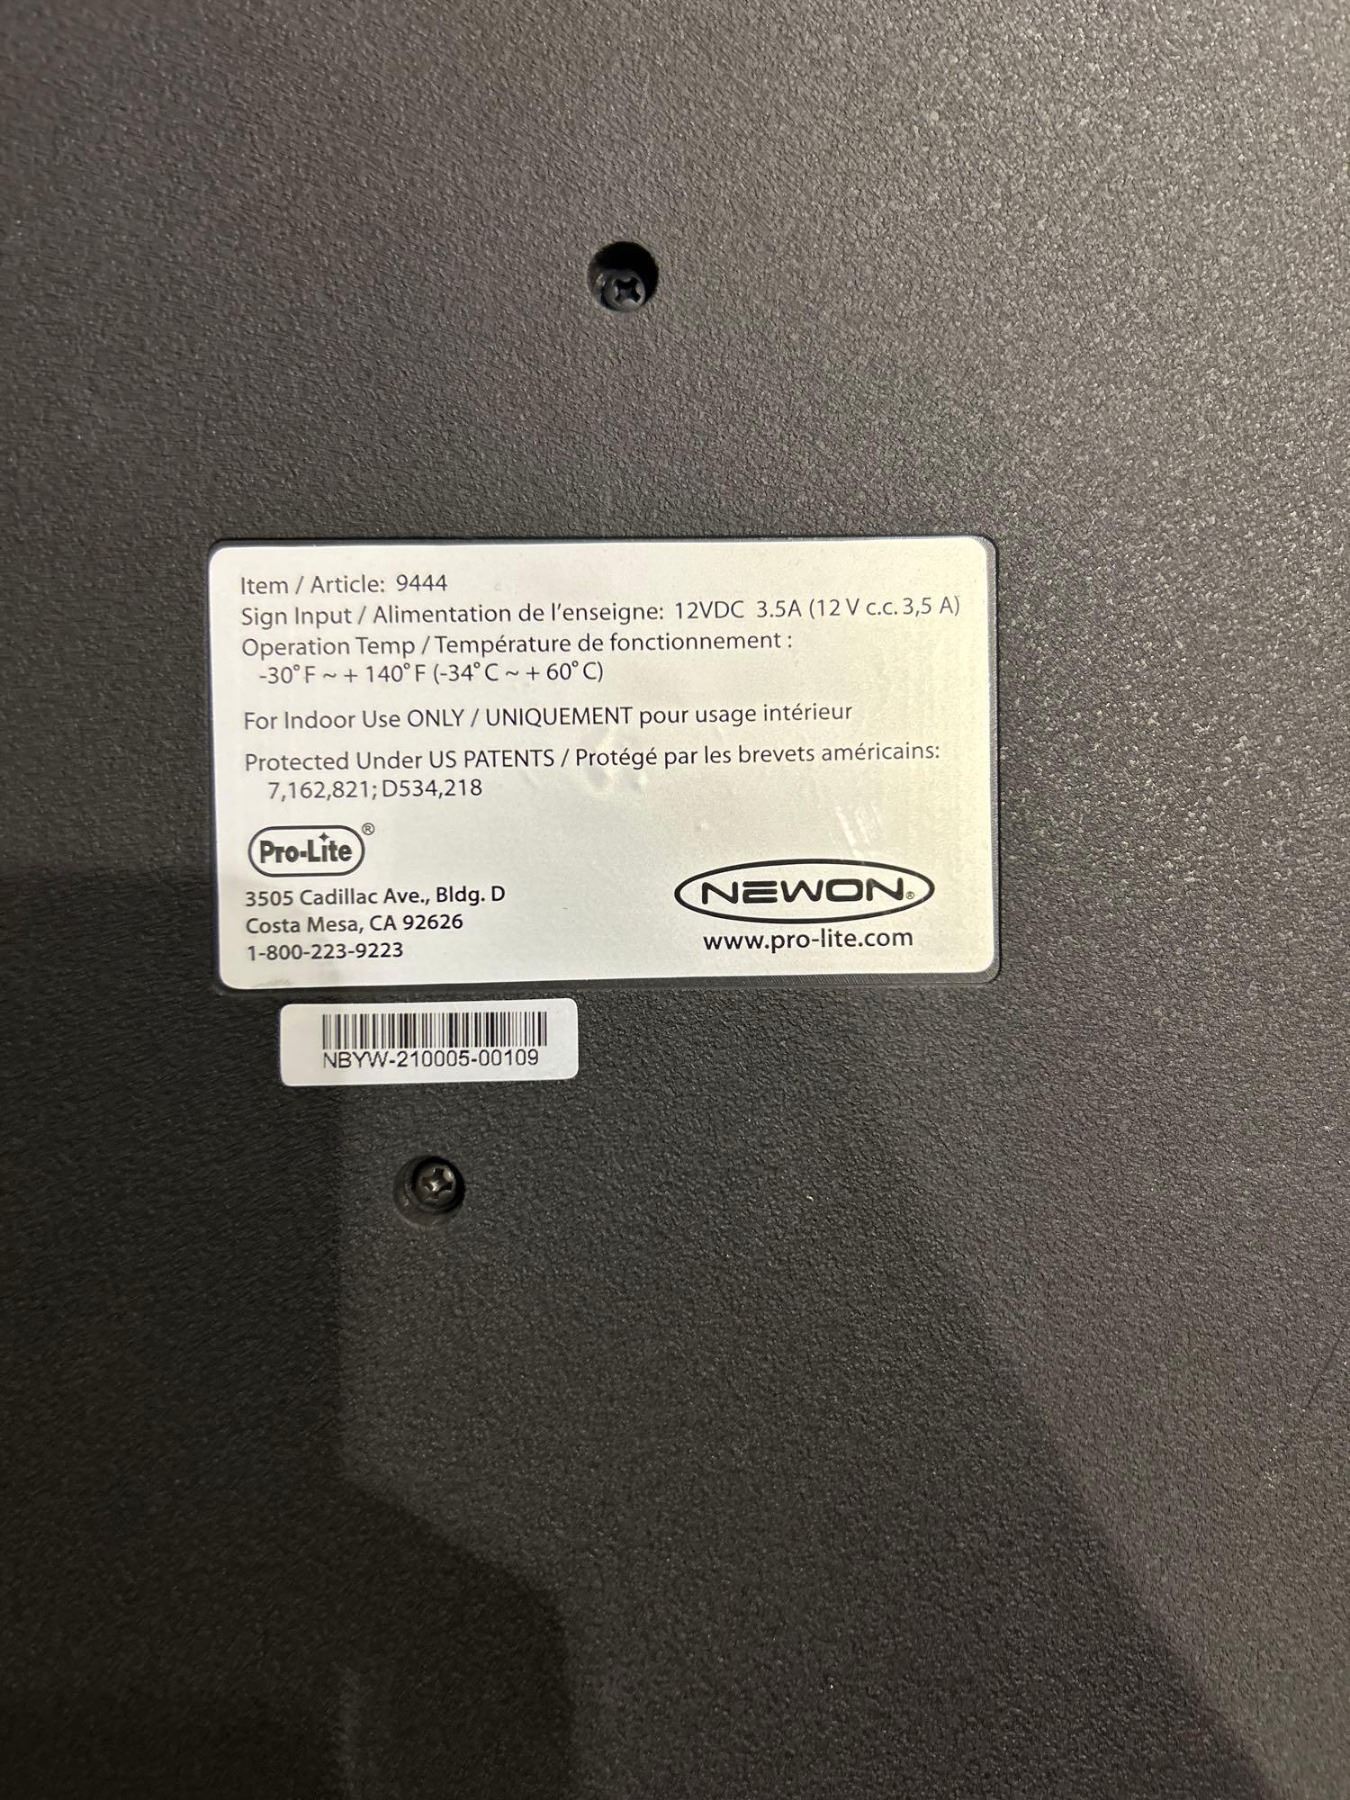 Item / Article: 9444
Sign Input / Alimentation de l'enseigne: 12VDC 3.5A (12 V c.c. 3,5 A)
Operation Temp / Température de fonctionnement :
-30°F ~ + 140°F (-34°C ~ + 60°C)
For Indoor Use ONLY / UNIQUEMENT pour usage intérieur
Protected Under US PATENTS / Protégé par les brevets américains:
7,162,821; D534,218
Pro-Lite®
3505 Cadillac Ave., Bldg. D
Costa Mesa, CA 92626
1-800-223-9223
NEWON®
www.pro-lite.com
NBYW-210005-00109